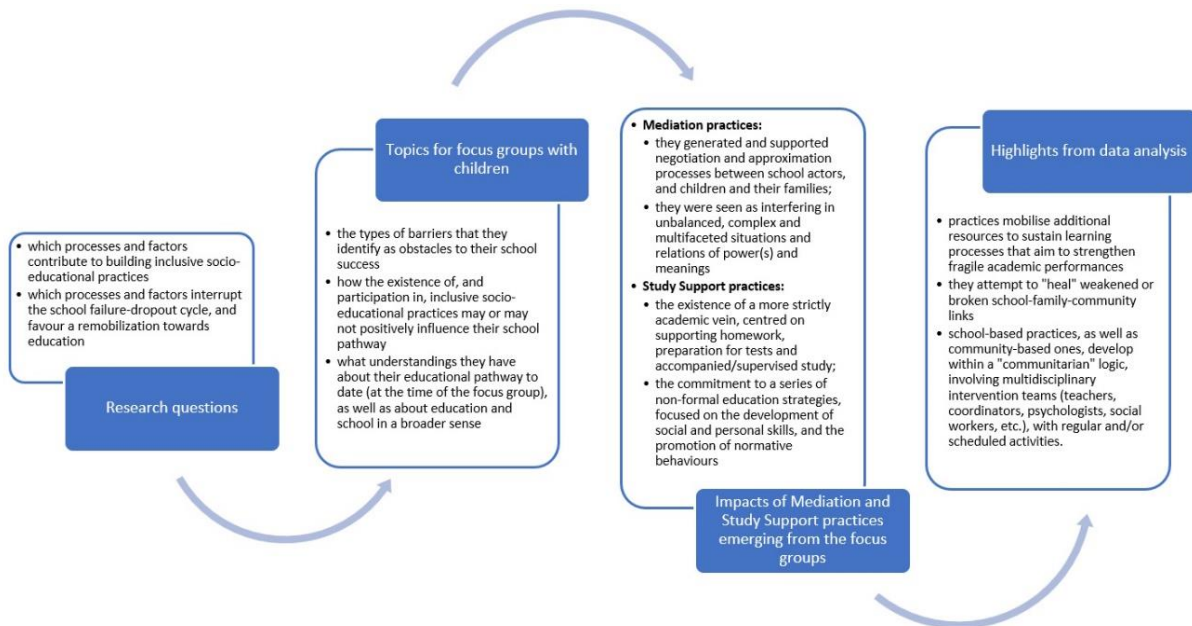 • which processes and factors
contribute to building inclusive socio-
educational practices
• which processes and factors interrupt
the school failure-dropout cycle, and
favour a remobilization towards
education
Research questions
Topics for focus groups with
children
• the types of barriers that they
identify as obstacles to their school
success
• how the existence of, and
participation in, inclusive socio-
educational practices may or may
not positively influence their school
pathway
• what understandings they have
about their educational pathway to
date (at the time of the focus group),
as well as about education and
school in a broader sense
• Mediation practices:
• they generated and supported
negotiation and approximation
processes between school actors,
and children and their families;
• they were seen as interfering in
unbalanced, complex and
multifaceted situations and
relations of power(s) and
meanings
• Study Support practices:
• the existence of a more strictly
academic vein, centred on
supporting homework,
preparation for tests and
accompanied/supervised study;
• the commitment to a series of
non-formal education strategies,
focused on the development of
social and personal skills, and the
promotion of normative
behaviours
Impacts of Mediation and
Study Support practices
emerging from the focus
groups
Highlights from data analysis
• practices mobilise additional
resources to sustain learning
processes that aim to strengthen
fragile academic performances
• they attempt to "heal" weakened or
broken school-family-community
links
• school-based practices, as well as
community-based ones, develop
within a "communitarian" logic,
involving multidisciplinary
intervention teams (teachers,
coordinators, psychologists, social
workers, etc.), with regular and/or
scheduled activities.